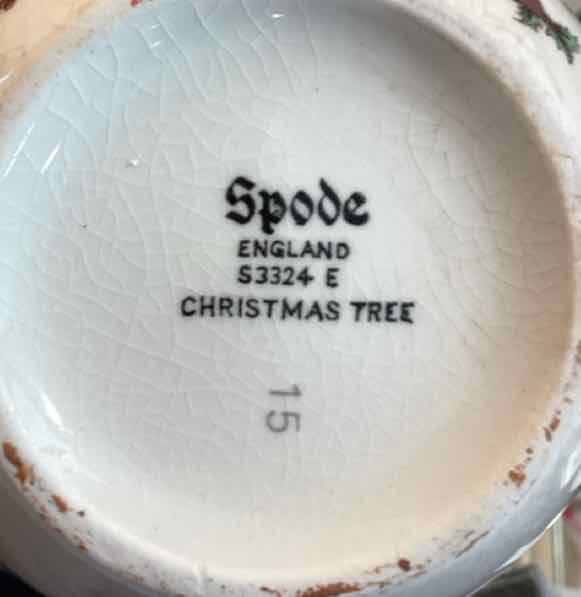 Spode
ENGLAND
S3324 E
CHRISTMAS TREE
15